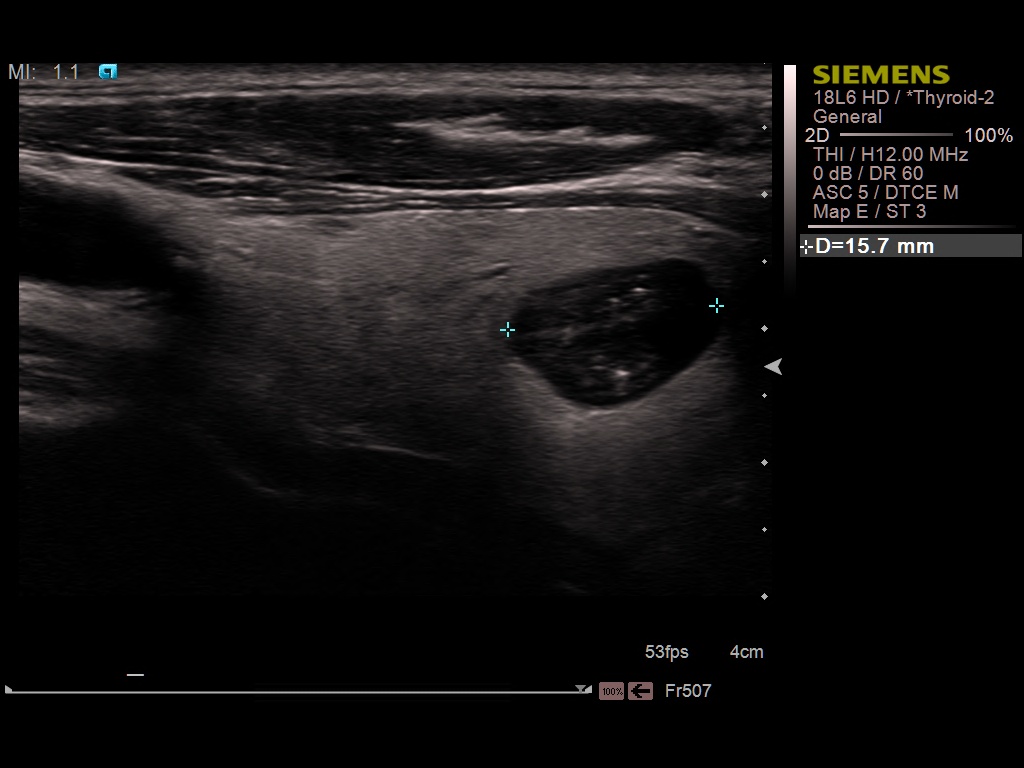 MI: 1.1
SIEMENS
18L6 HD / *Thyroid-2
General
2D 100%
THI / H12.00 MHz
0 dB / DR 60
ASC 5 / DTCE M
Map E / ST 3
D=15.7 mm
53fps 4cm
100% Fr507